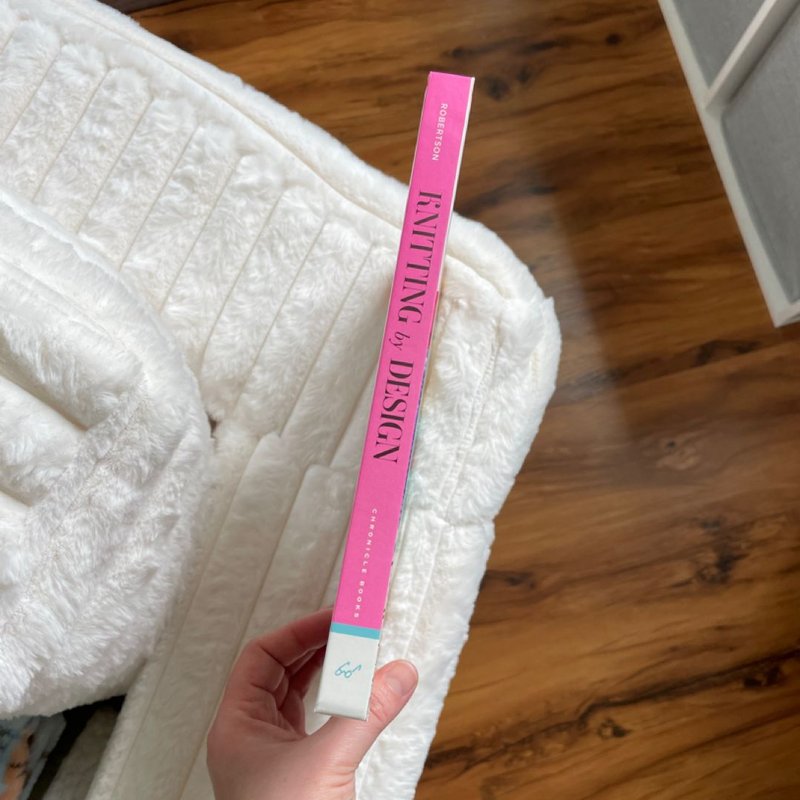 ROBERTSON
KNITTING by DESIGN
CHRONICLE BOOKS